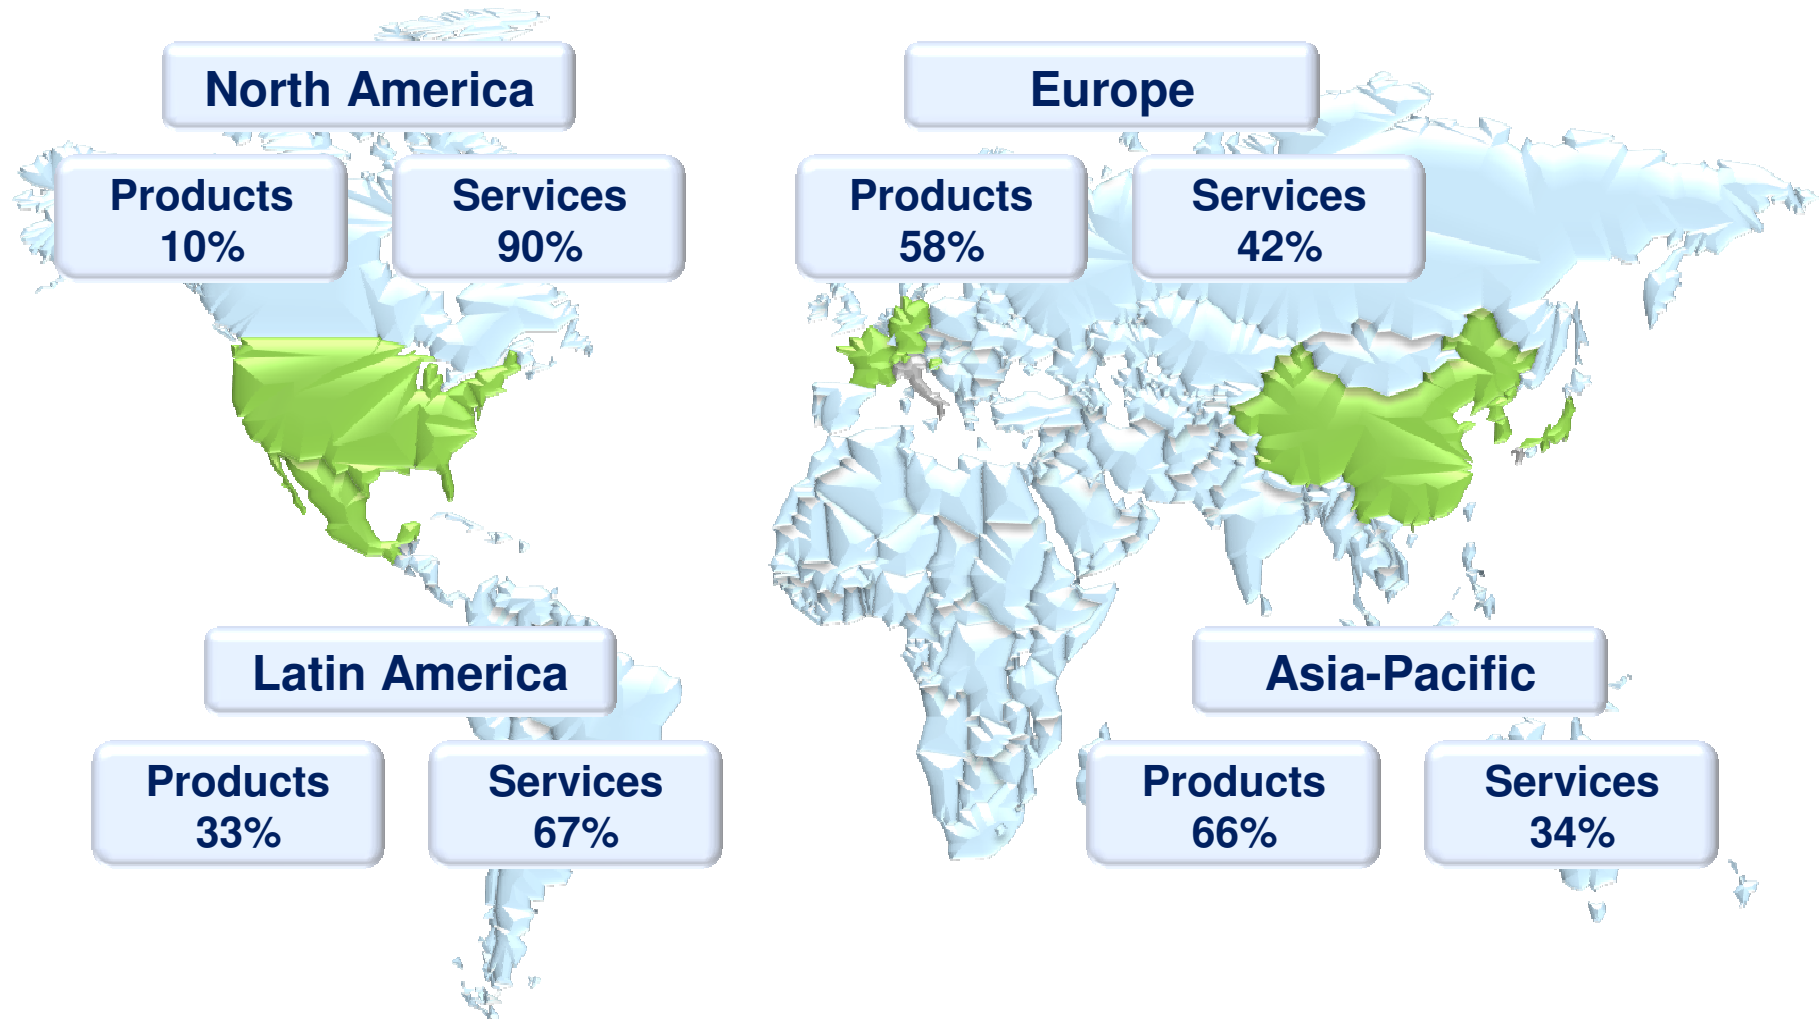 North America
Products
10%
Services
90%
Europe
Products
58%
Services
42%
Latin America
Products
33%
Services
67%
Asia-Pacific
Products
66%
Services
34%